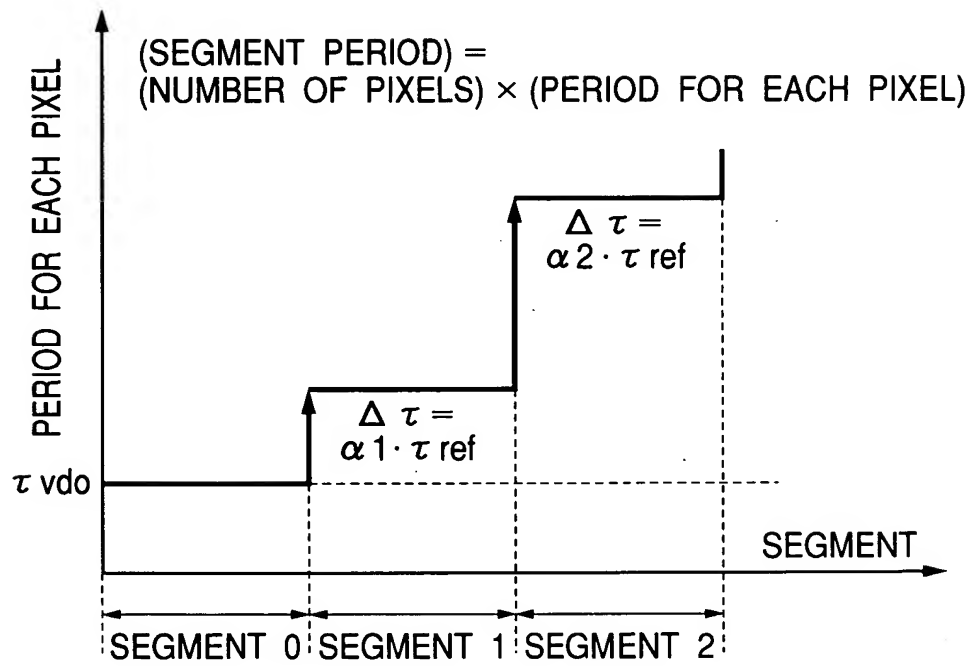 (SEGMENT PERIOD) =
(NUMBER OF PIXELS) × (PERIOD FOR EACH PIXEL)
PERIOD FOR EACH PIXEL
Δ τ =
α 2 · τ ref
Δ τ =
α 1 · τ ref
τ vdo
SEGMENT
SEGMENT 0
SEGMENT 1
SEGMENT 2